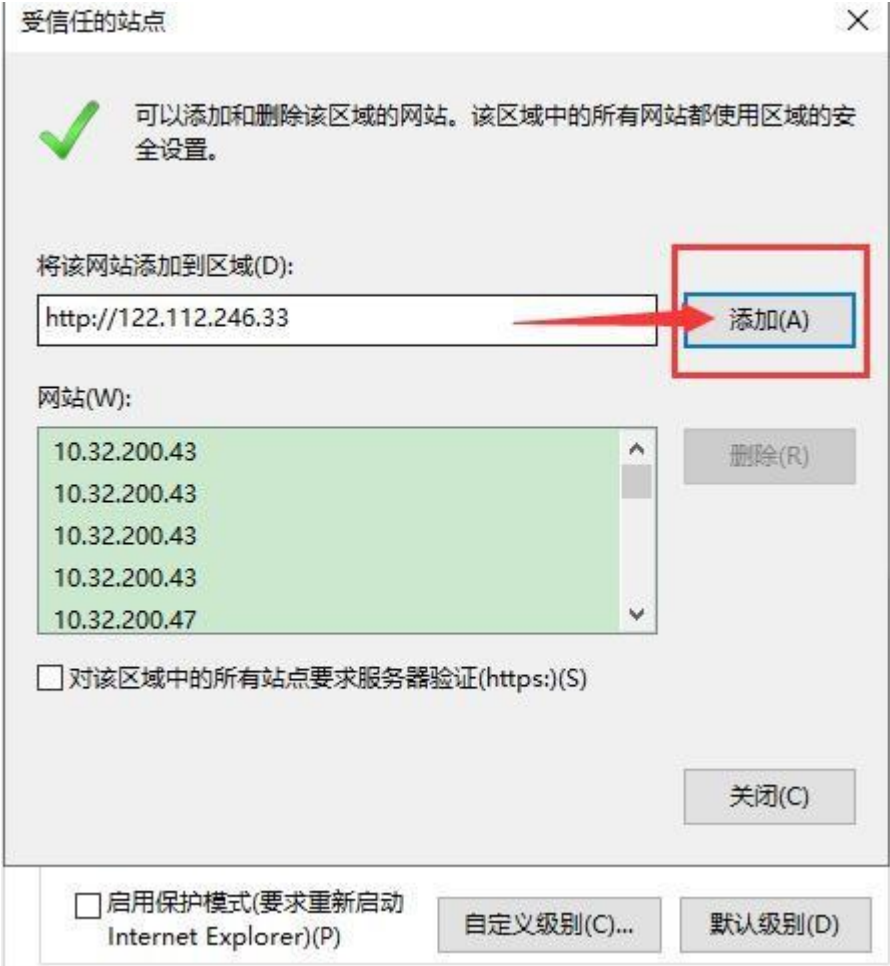 受信任的站点
可以添加和删除该区域的网站。该区域中的所有网站都使用区域的安
全设置。
将该网站添加到区域(D):
http://122.112.246.33
添加(A)
网站(W):
10.32.200.43
删除(R)
10.32.200.43
10.32.200.43
10.32.200.43
10.32.200.47
对该区域中的所有站点要求服务器验证(https:)(S)
关闭(C)
启用保护模式(要求重新启动
Internet Explorer)(P)
自定义级别(C)...
默认级别(D)